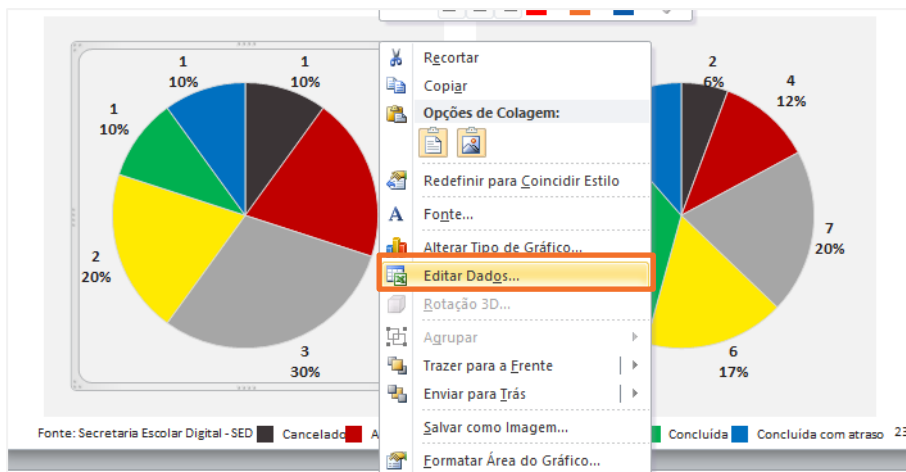 1
10%
1
10%
1
10%
2
20%
3
30%
Recortar
Copiar
Opções de Colagem:
Redefinir para Coincidir Estilo
Fonte...
Alterar Tipo de Gráfico...
Editar Dados...
Rotação 3D...
Agrupar
Trazer para a Frente
Enviar para Trás
Salvar como Imagem...
Formatar Área do Gráfico...
2
6%
4
12%
7
20%
6
17%
Fonte: Secretaria Escolar Digital - SED Cancelado A Concluída Concluída com atraso 23